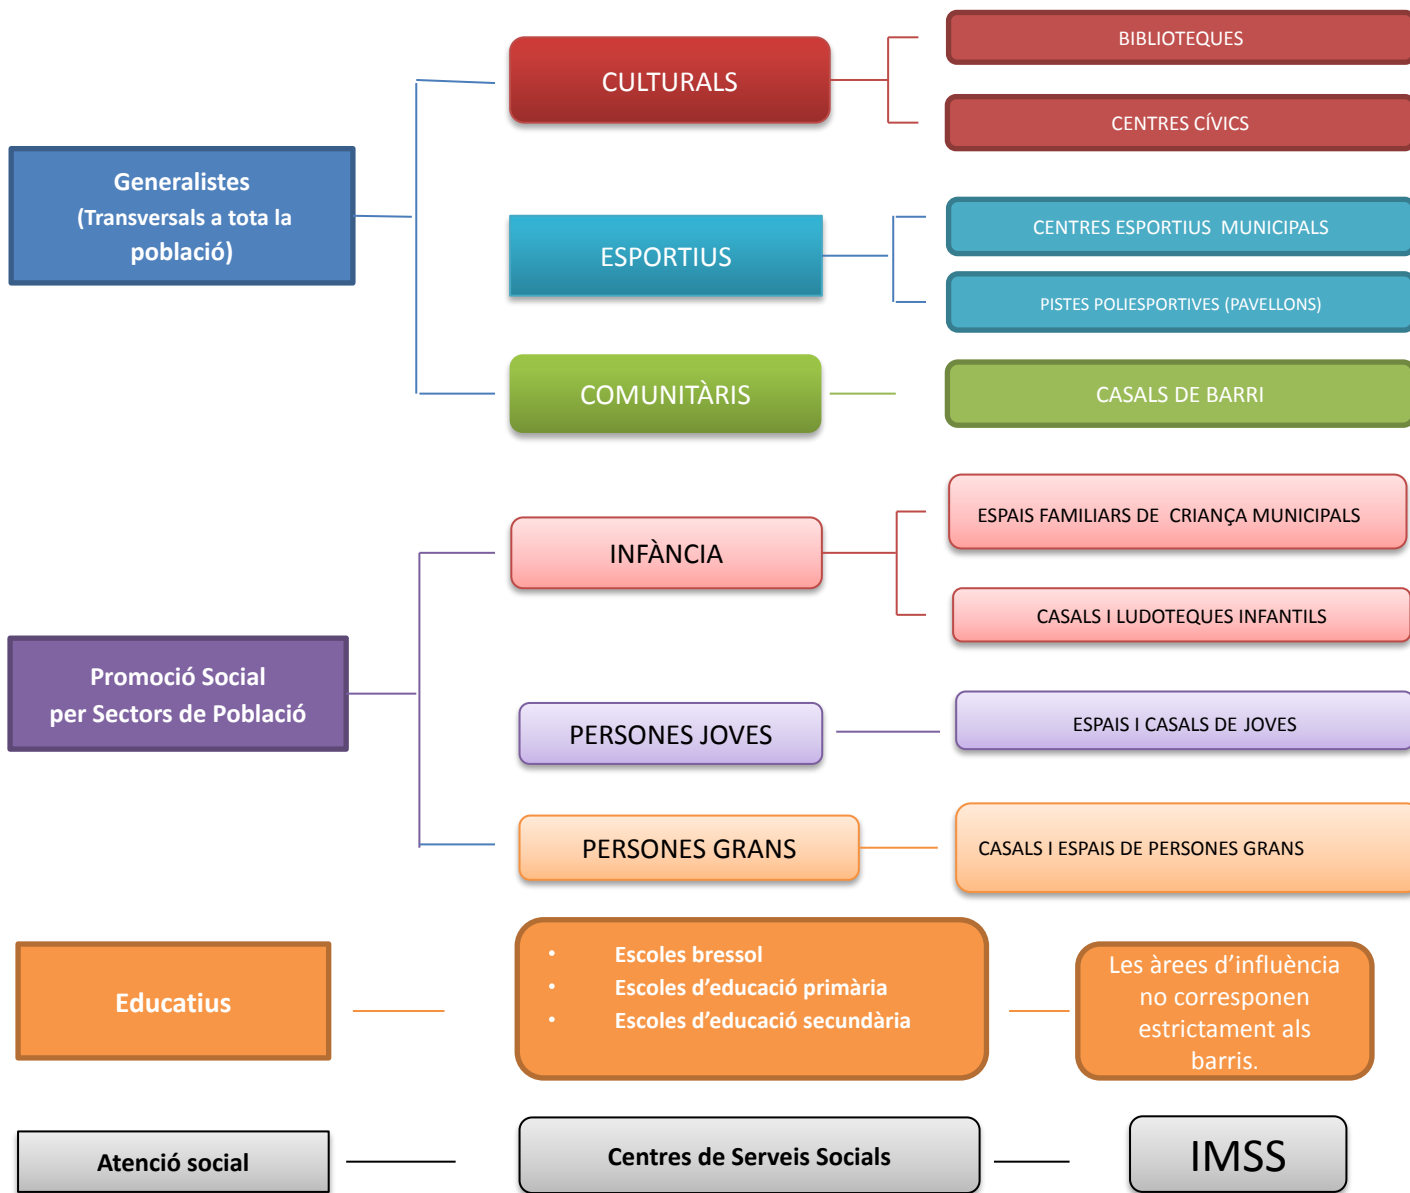 CULTURALS
BIBLIOTEQUES
CENTRES CÍVICS
Generalistes
(Transversals a tota la
població)
ESPORTIUS
CENTRES ESPORTIUS MUNICIPALS
PISTES POLIESPORTIVES (PAVELLONS)
COMUNITÀRIS
CASALS DE BARRI
INFÀNCIA
ESPAIS FAMILIARS DE CRIANÇA MUNICIPALS
CASALS I LUDOTEQUES INFANTILS
Promoció Social
per Sectors de Població
PERSONES JOVES
ESPAIS I CASALS DE JOVES
PERSONES GRANS
CASALS I ESPAIS DE PERSONES GRANS
Educatius
• Escoles bressol
• Escoles d’educació primària
• Escoles d’educació secundària
Les àrees d’influència
no corresponen
estrictament als
barris.
Atenció social
Centres de Serveis Socials
IMSS